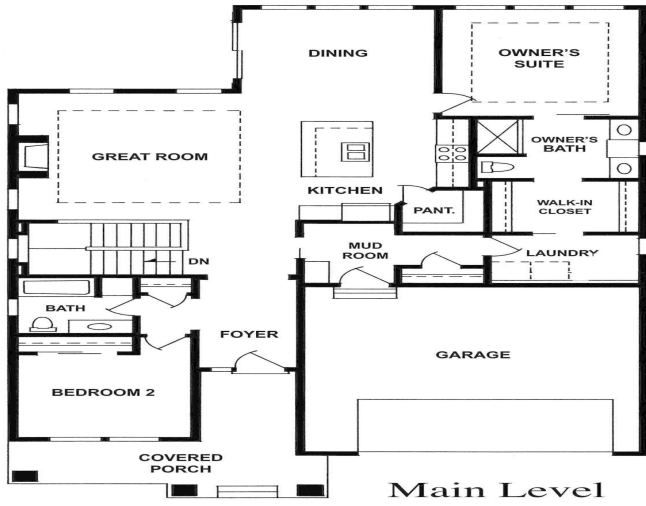 DINING
OWNER'S
SUITE
GREAT ROOM
OWNER'S
BATH
KITCHEN
PANT.
WALK-IN
CLOSET
MUD
ROOM
LAUNDRY
DN
BATH
FOYER
GARAGE
BEDROOM 2
COVERED
PORCH
Main Level